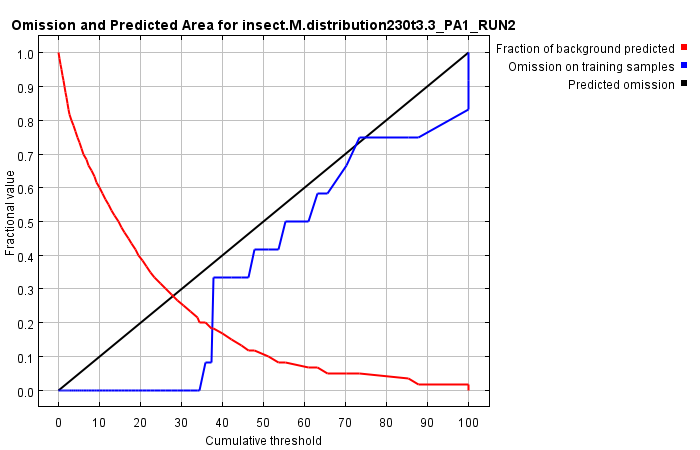 Omission and Predicted Area for insect.M.distribution230t3.3_PA1_RUN2
Fraction of background predicted
Omission on training samples
Predicted omission
Fractional value
1.0
0.9
0.8
0.7
0.6
0.5
0.4
0.3
0.2
0.1
0.0
0 10 20 30 40 50 60 70 80 90 100
Cumulative threshold